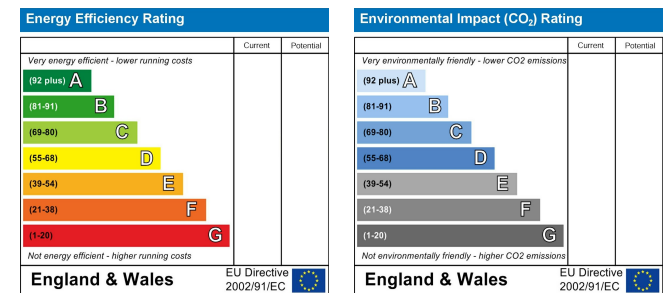 Energy Efficiency Rating
Current Potential
Very energy efficient - lower running costs
(92 plus) A
(81-91) B
(69-80) C
(55-68) D
(39-54) E
(21-38) F
(1-20) G
Not energy efficient - higher running costs
England & Wales
EU Directive
2002/91/EC
Environmental Impact (CO₂) Rating
Current Potential
Very environmentally friendly - lower CO2 emissions
(92 plus) A
(81-91) B
(69-80) C
(55-68) D
(39-54) E
(21-38) F
(1-20) G
Not environmentally friendly - higher CO2 emissions
England & Wales
EU Directive
2002/91/EC